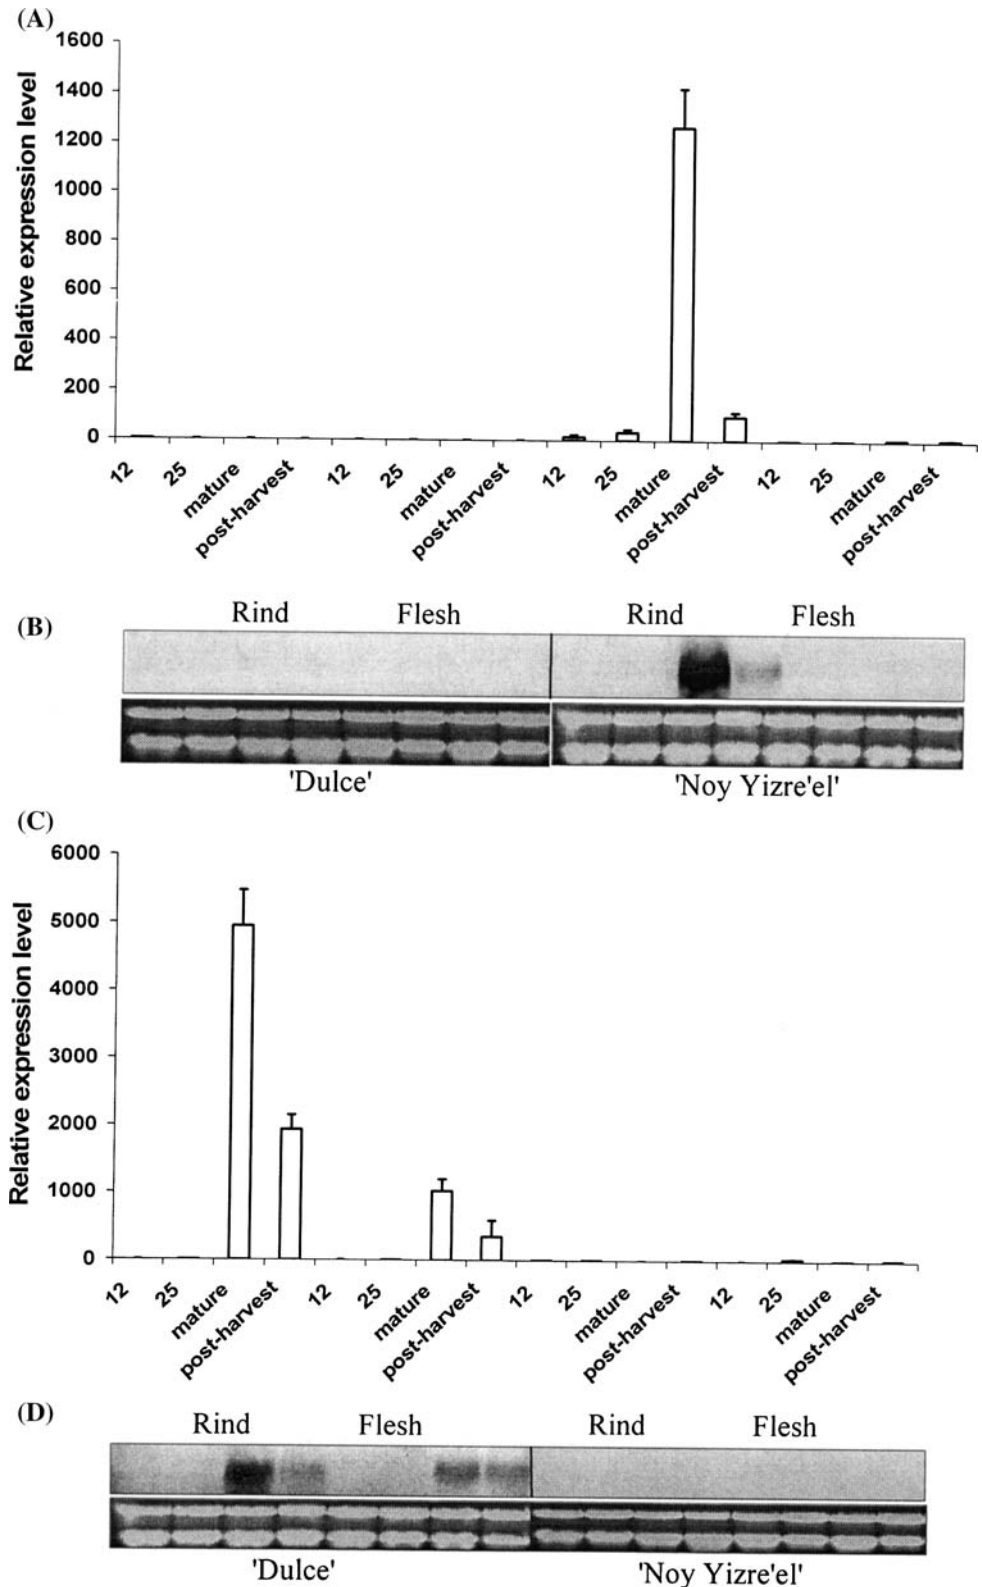 (A)
Relative expression level
1600
1400
1200
1000
800
600
400
200
0
12 25 mature post-harvest 12 25 mature post-harvest 12 25 mature post-harvest 12 25 mature post-harvest
(B)
Rind Flesh Rind Flesh
'Dulce' 'Noy Yizre'el'
(C)
Relative expression level
6000
5000
4000
3000
2000
1000
0
12 25 mature post-harvest 12 25 mature post-harvest 12 25 mature post-harvest 12 25 mature post-harvest
(D)
Rind Flesh Rind Flesh
'Dulce' 'Noy Yizre'el'